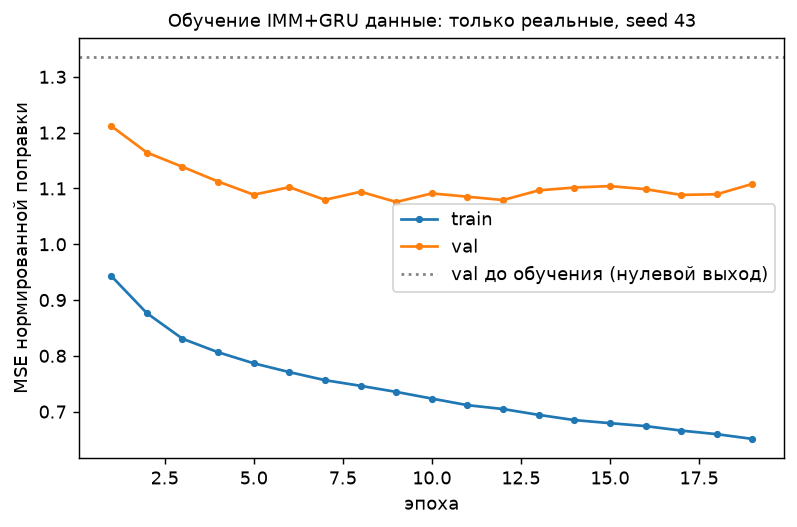 Обучение IMM+GRU данные: только реальные, seed 43
MSE нормированной поправки
1.3
1.2
1.1
1.0
0.9
0.8
0.7
train
val
val до обучения (нулевой выход)
2.5
5.0
7.5
10.0
12.5
15.0
17.5
эпоха